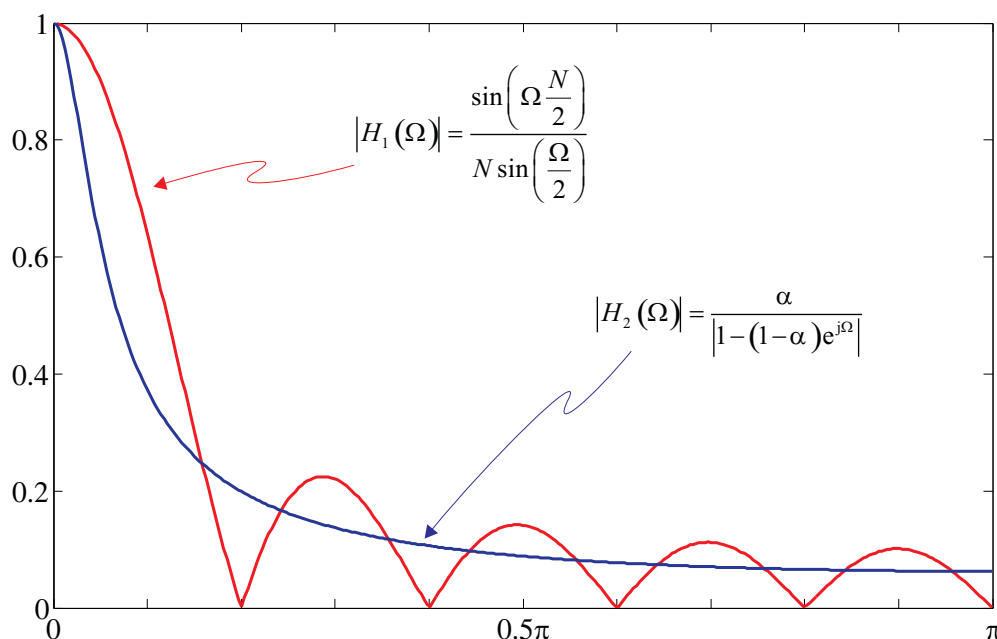 1
0.8
0.6
0.4
0.2
0
0
0.5π
π
|H₁(Ω)| = sin(Ω N/2) / N sin(Ω/2)
|H₂(Ω)| = α / |1−(1−α)e^jΩ|